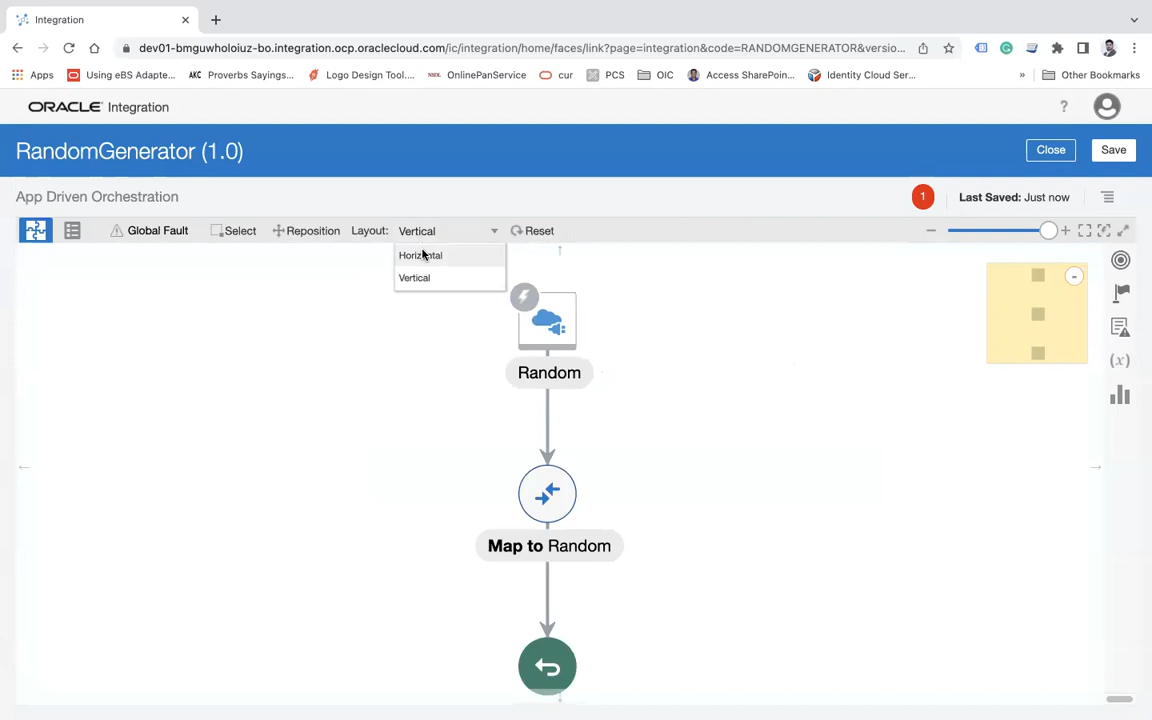 Integration
dev01-bmguwholoiuz-bo.integration.ocp.oraclecloud.com/ic/integration/home/faces/link?page=integration&code=RANDOMGENERATOR&versio...
Apps Using eBS Adapte... AKC Proverbs Sayings... Logo Design Tool.... OnlinePanService cur PCS OIC Access SharePoin... Identity Cloud Ser... » Other Bookmarks
ORACLE Integration ?
RandomGenerator (1.0) Close Save
App Driven Orchestration 1 Last Saved: Just now
Global Fault Select Reposition Layout: Vertical Reset
Horizontal
Vertical
Random
(x)
Map to Random